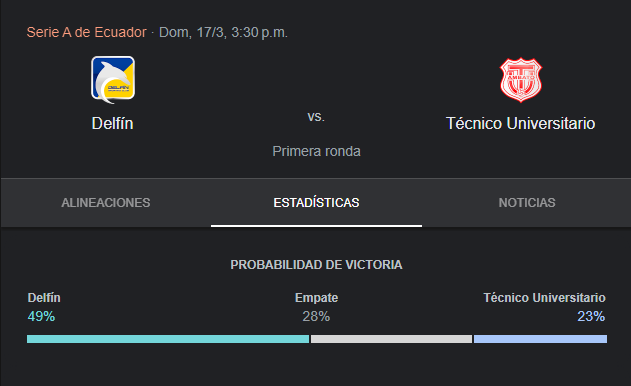 Serie A de Ecuador · Dom, 17/3, 3:30 p.m.
DELFIN
AMBATO
Delfín
vs.
Técnico Universitario
Primera ronda
ALINEACIONES
ESTADÍSTICAS
NOTICIAS
PROBABILIDAD DE VICTORIA
Delfín
Empate
Técnico Universitario
49%
28%
23%